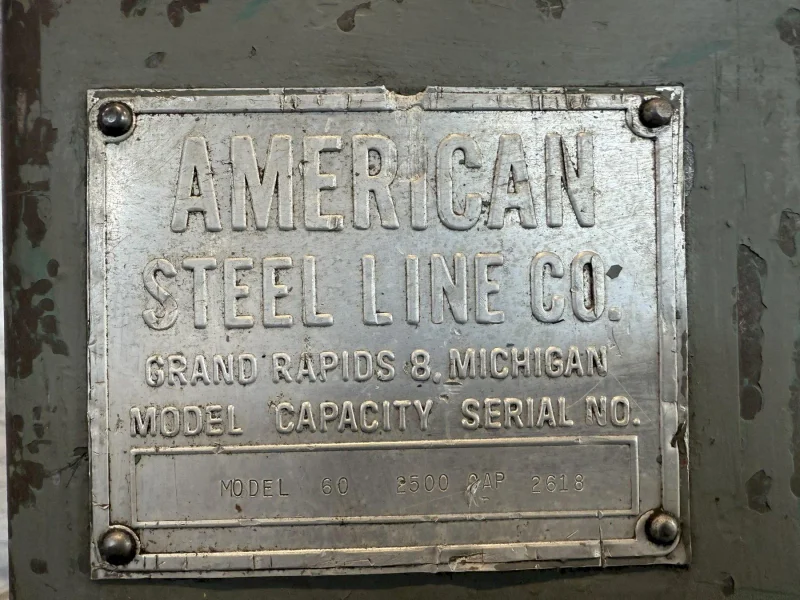 AMERICAN
STEEL LINE CO.
GRAND RAPIDS 8, MICHIGAN
MODEL CAPACITY SERIAL NO.
MODEL 60 2500 CAP 2618